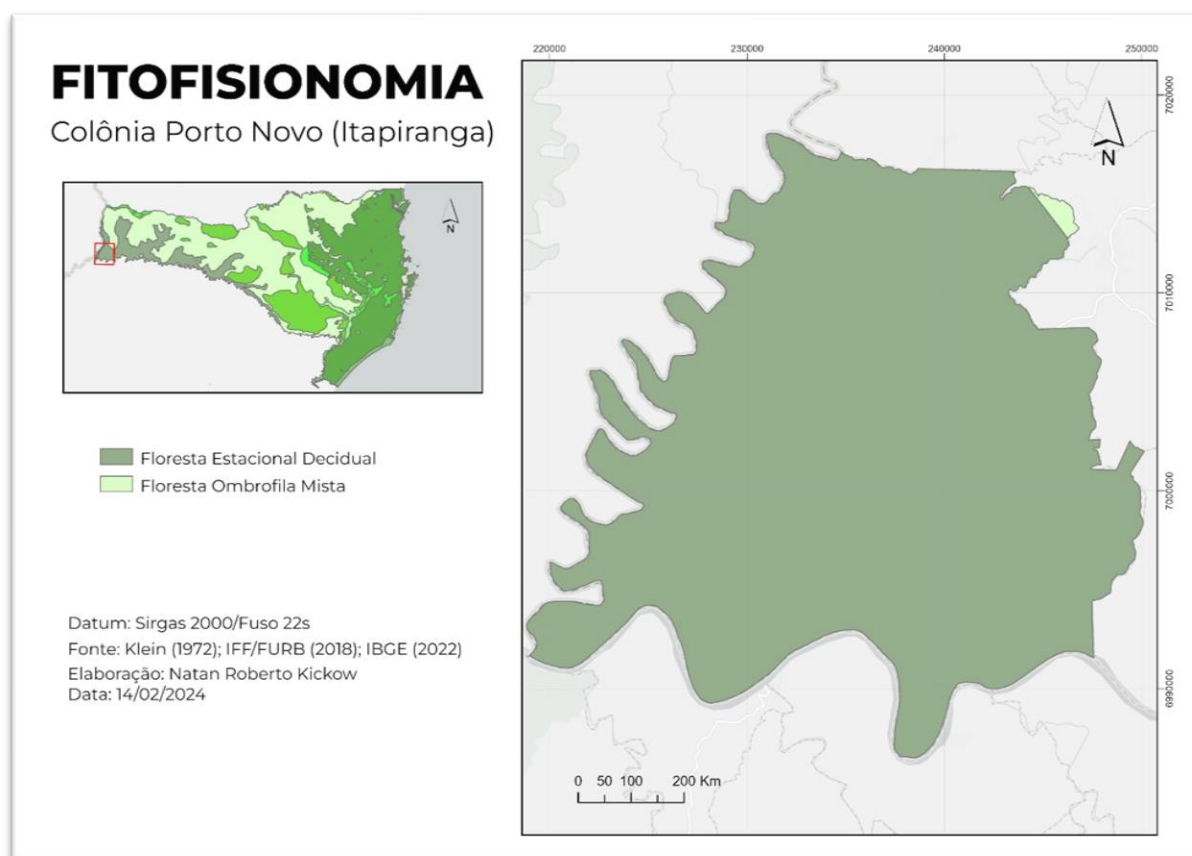 FITOFISIONOMIA
Colônia Porto Novo (Itapiranga)
N
Floresta Estacional Decidual
Floresta Ombrofila Mista
Datum: Sirgas 2000/Fuso 22s
Fonte: Klein (1972); IFF/FURB (2018); IBGE (2022)
Elaboração: Natan Roberto Kickow
Data: 14/02/2024
220000 230000 240000 250000
N
7020000
7010000
7000000
6990000
0 50 100 200 Km